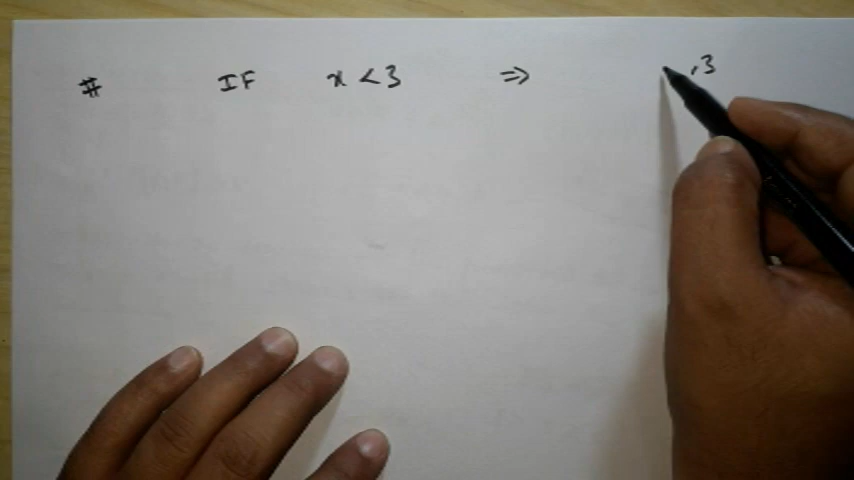 # IF x < 3 ⇒ ,3